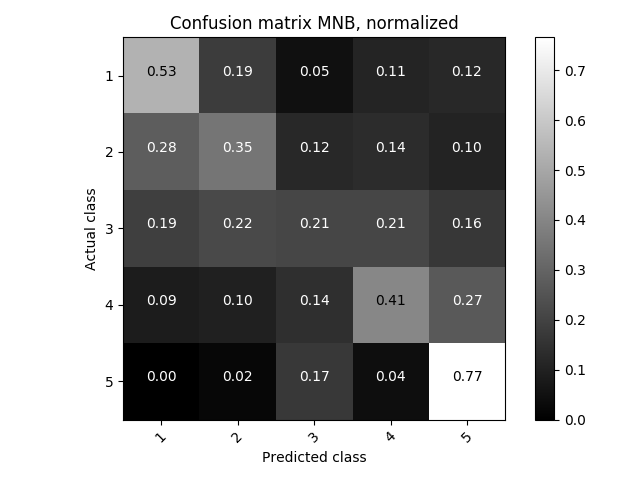 Confusion matrix MNB, normalized
Actual class
1 0.53 0.19 0.05 0.11 0.12
2 0.28 0.35 0.12 0.14 0.10
3 0.19 0.22 0.21 0.21 0.16
4 0.09 0.10 0.14 0.41 0.27
5 0.00 0.02 0.17 0.04 0.77
1 2 3 4 5
Predicted class
0.7
0.6
0.5
0.4
0.3
0.2
0.1
0.0